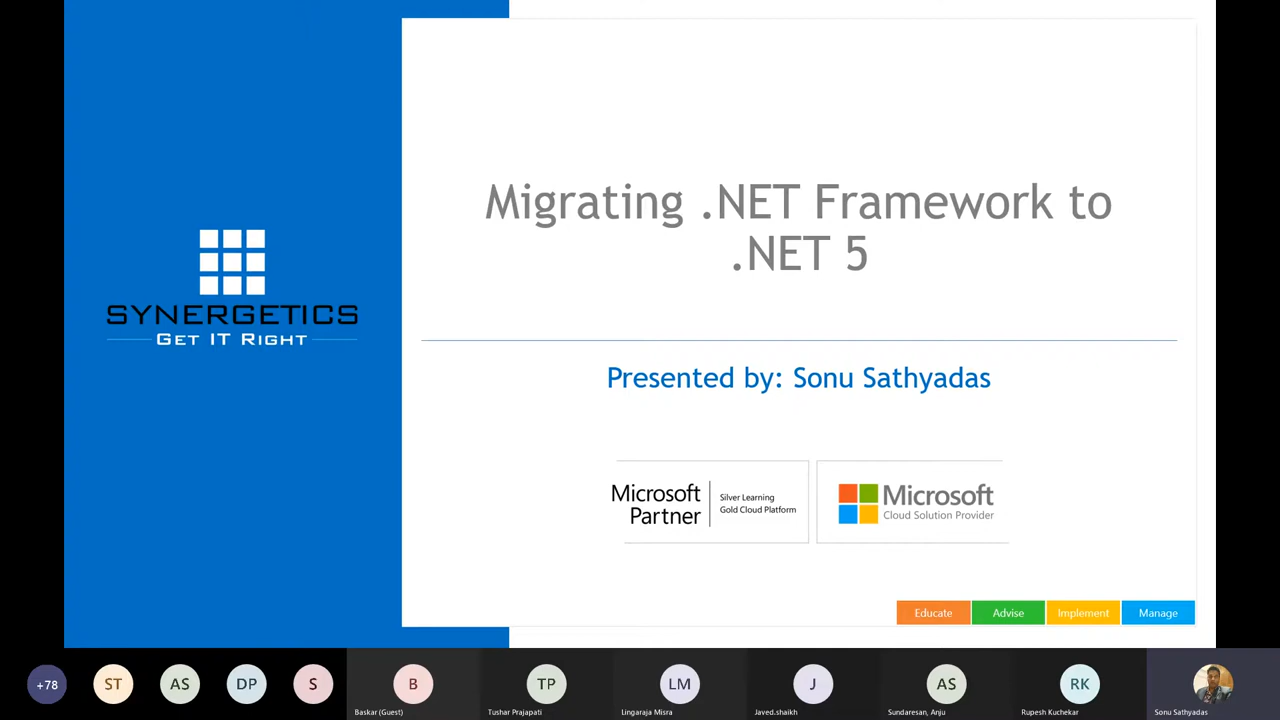 Migrating .NET Framework to
.NET 5
SYNERGETICS
GET IT RIGHT
Presented by: Sonu Sathyadas
Microsoft
Partner
Silver Learning
Gold Cloud Platform
Microsoft
Cloud Solution Provider
Educate
Advise
Implement
Manage
+78
ST
AS
DP
S
B
Baskar (Guest)
TP
Tushar Prajapati
LM
Lingaraja Misra
J
Javed.shaikh
AS
Sundaresan, Anju
RK
Rupesh Kuchekar
Sonu Sathyadas